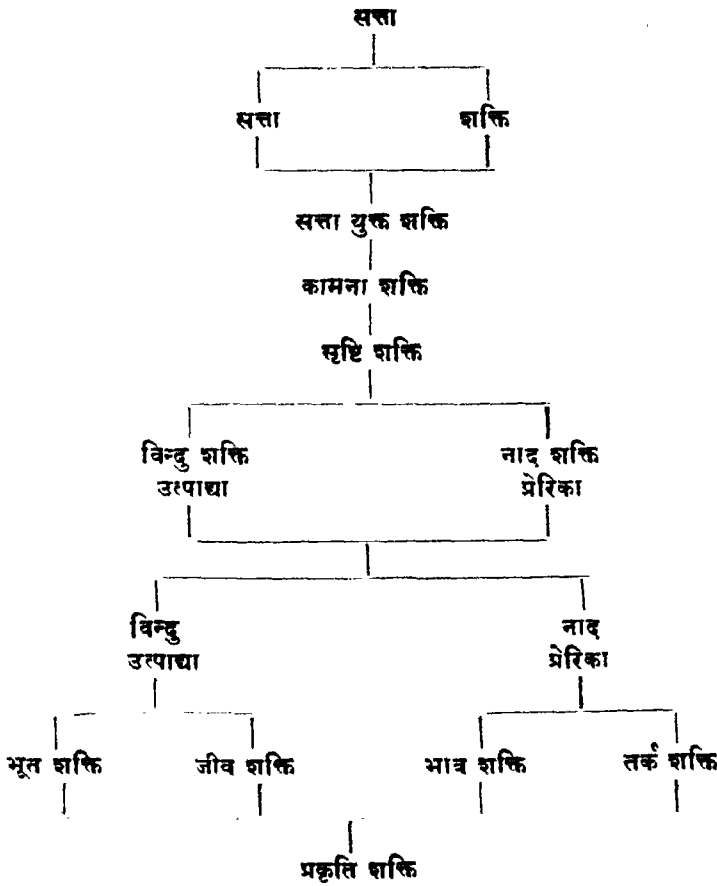 सत्ता
सत्ता शक्ति
सत्ता युक्त शक्ति
कामना शक्ति
सृष्टि शक्ति
विन्दु शक्ति नाद शक्ति
उत्पाद्या प्रेरिका
विन्दु नाद
उत्पाद्या प्रेरिका
भूत शक्ति जीव शक्ति भाव शक्ति तर्क शक्ति
प्रकृति शक्ति